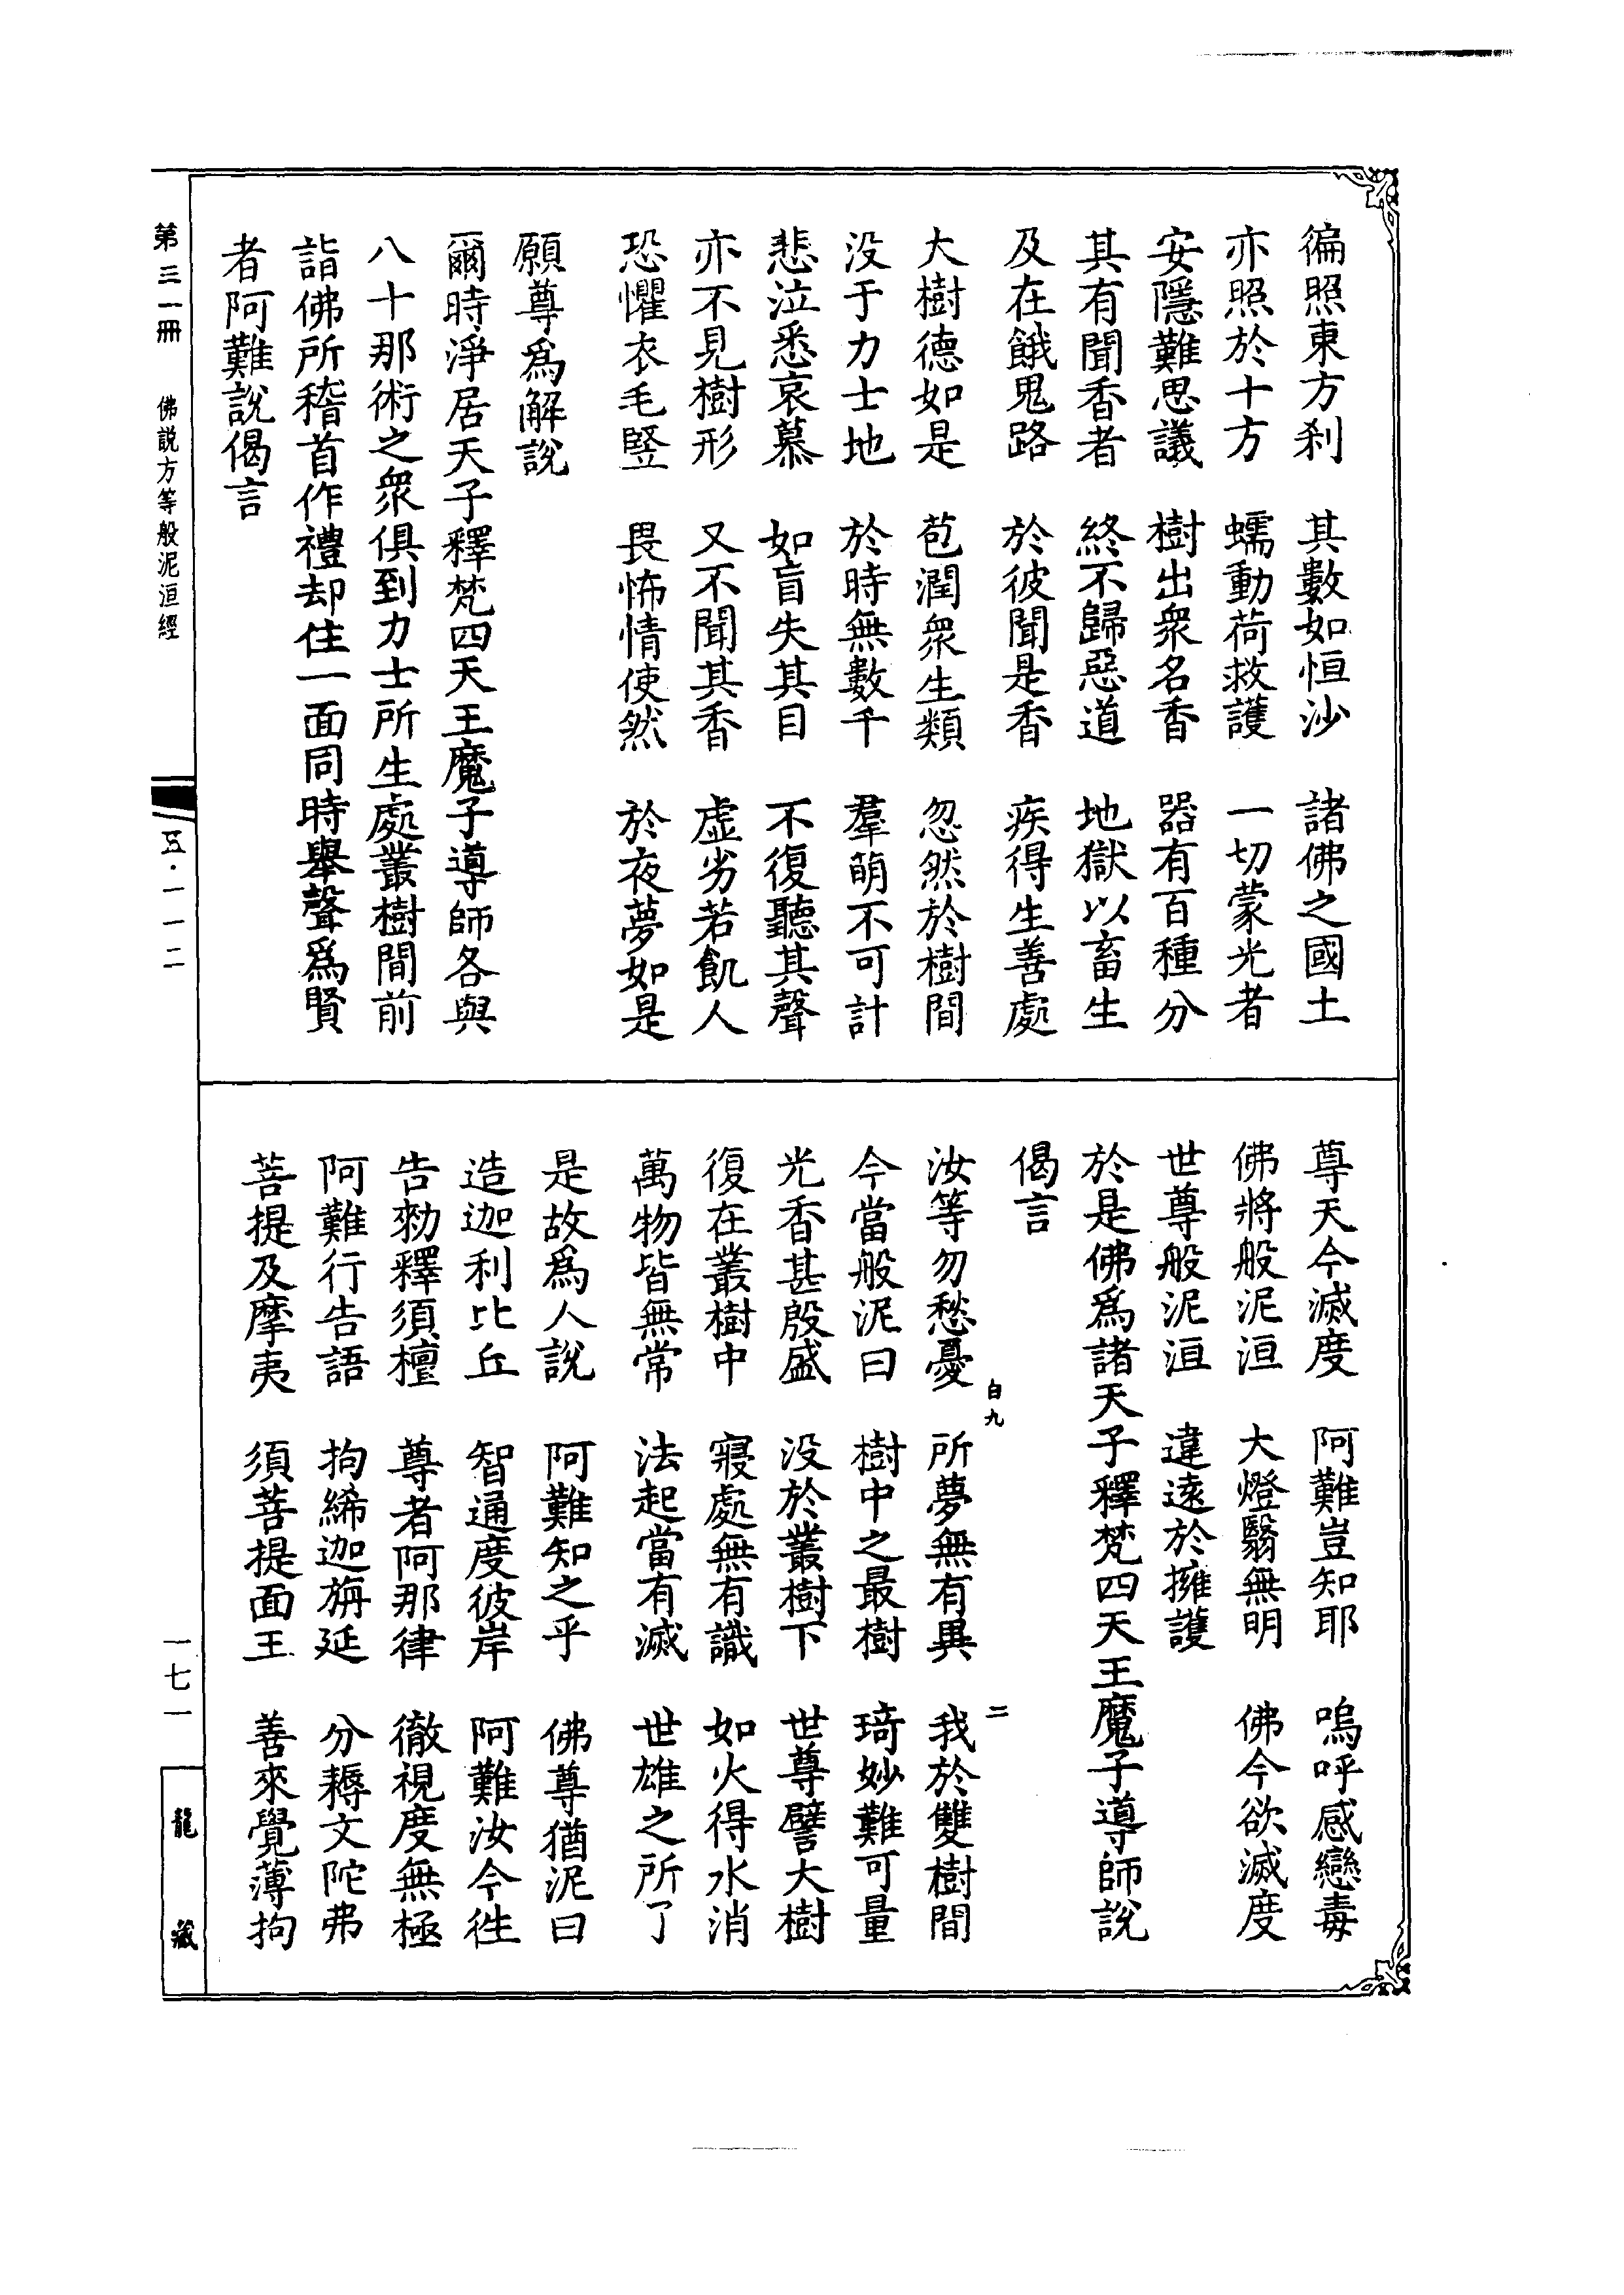 徧照東方刹　其數如恒沙　諸佛之國土
亦照於十方　蠕動荷救護　一切蒙光者
安隱難思議　樹出眾名香　器有百種分
其有聞香者　終不歸惡道　地獄以畜生
及在餓鬼路　於彼聞是香　疾得生善處
大樹德如是　苞潤眾生類　忽然於樹間
没于力士地　於時無數千　羣萌不可計
悲泣悉哀慕　如盲失其目　不復聽其聲
亦不見樹形　又不聞其香　虛劣若飢人
恐懼衣毛竪　畏怖情使然　於夜夢如是
願尊為解說
爾時淨居天子釋梵四天王魔子導師各與
八十那術之眾俱到力士所生處叢樹間前
詣佛所稽首作禮却住一面同時舉聲為賢
者阿難說偈言
尊天今滅度　阿難豈知耶　嗚呼感戀毒
佛將般泥洹　大燈翳無明　佛今欲滅度
世尊般泥洹　違遠於擁護
於是佛為諸天子釋梵四天王魔子導師說
偈言
白九　二
汝等勿愁憂　所夢無有異　我於雙樹間
今當般泥曰　樹中之最樹　琦妙難可量
光香甚殷盛　没於叢樹下　世尊譬大樹
復在叢樹中　寢處無有識　如火得水消
萬物皆無常　法起當有滅　世雄之所了
是故為人說　阿難知之乎　佛尊猶泥曰
造迦利比丘　智通度彼岸　阿難汝今徃
告勑釋須檀　尊者阿那律　徹視度無極
阿難行告語　拘絺迦旃延　分耨文陀弗
菩提及摩夷　須菩提面王　善來覺薄拘
第三一冊　佛說方等般泥洹經
五·一一二
一七一
龍藏